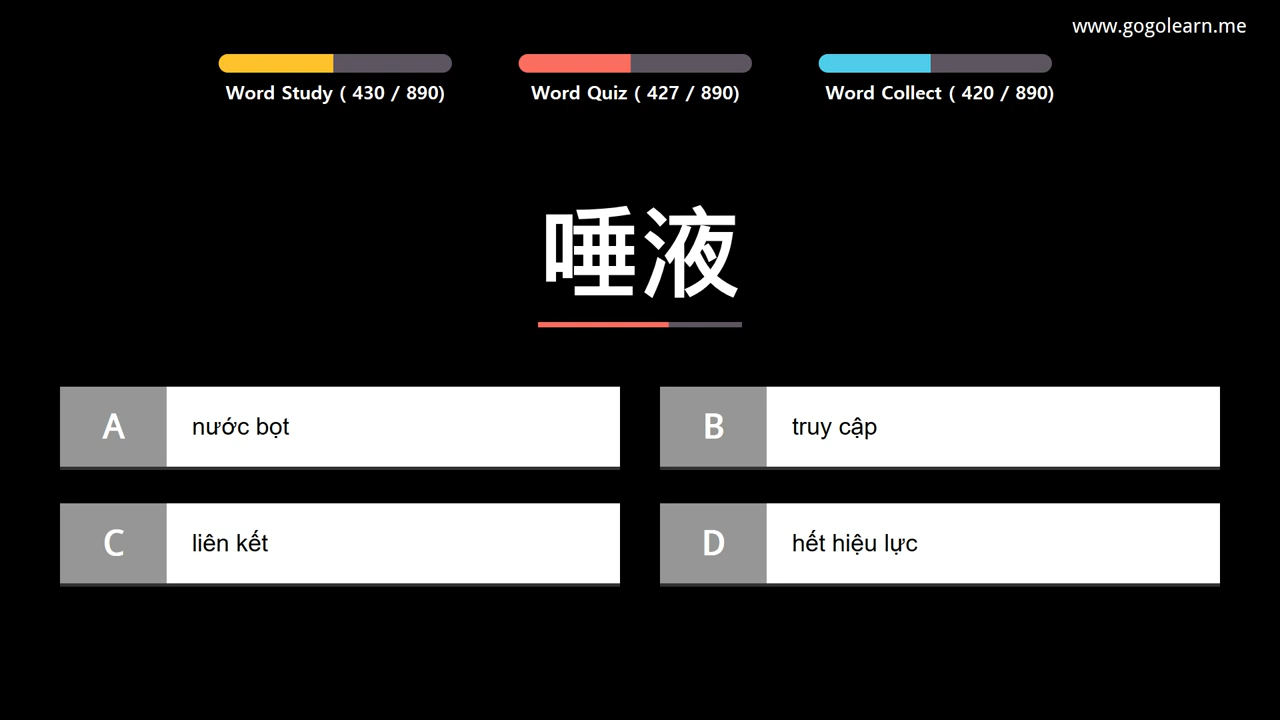 www.gogolearn.me
Word Study ( 430 / 890)
Word Quiz ( 427 / 890)
Word Collect ( 420 / 890)
唾液
A nước bọt
B truy cập
C liên kết
D hết hiệu lực